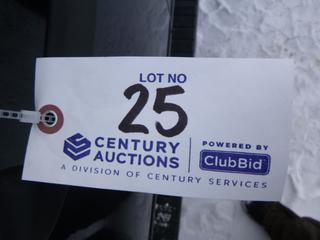 LOT NO
25
CENTURY
AUCTIONS
POWERED BY
ClubBid
A DIVISION OF CENTURY SERVICES